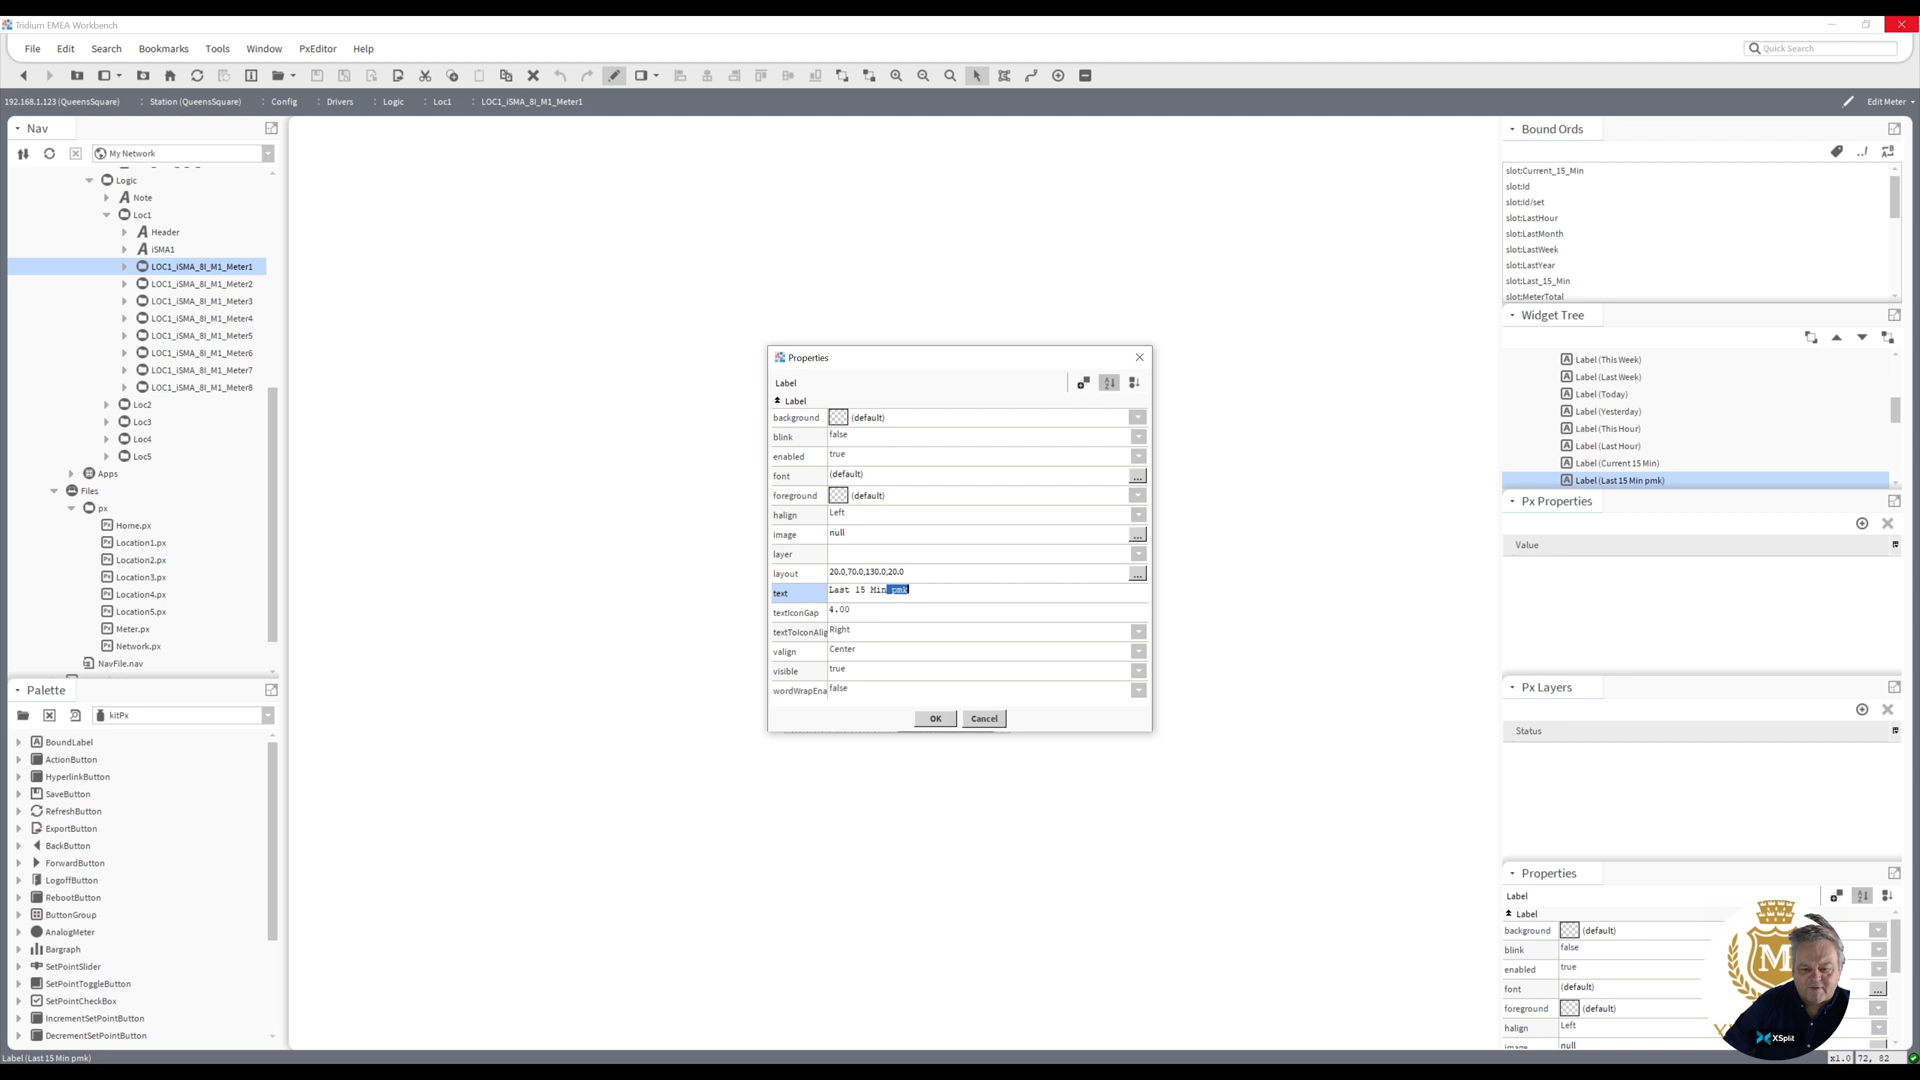 Tridium EMEA Workbench
File Edit Search Bookmarks Tools Window PxEditor Help
Quick Search
192.168.1.123 (QueensSquare) : Station (QueensSquare) : Config : Drivers : Logic : Loc1 : LOC1_iSMA_8I_M1_Meter1
Edit Meter
Nav
My Network
Logic
Note
Loc1
Header
iSMA1
LOC1_iSMA_8I_M1_Meter1
LOC1_iSMA_8I_M1_Meter2
LOC1_iSMA_8I_M1_Meter3
LOC1_iSMA_8I_M1_Meter4
LOC1_iSMA_8I_M1_Meter5
LOC1_iSMA_8I_M1_Meter6
LOC1_iSMA_8I_M1_Meter7
LOC1_iSMA_8I_M1_Meter8
Loc2
Loc3
Loc4
Loc5
Apps
Files
px
Home.px
Location1.px
Location2.px
Location3.px
Location4.px
Location5.px
Meter.px
Network.px
NavFile.nav
Palette
kitPx
BoundLabel
ActionButton
HyperlinkButton
SaveButton
RefreshButton
ExportButton
BackButton
ForwardButton
LogoffButton
RebootButton
ButtonGroup
AnalogMeter
Bargraph
SetPointSlider
SetPointToggleButton
SetPointCheckBox
IncrementSetPointButton
DecrementSetPointButton
Label (Last 15 Min pmk)
Properties
Label
Label
background (default)
blink false
enabled true
font (default)
foreground (default)
halign Left
image null
layer
layout 20.0,70.0,130.0,20.0
text Last 15 Min pmk
textIconGap 4.00
textToIconAlig Right
valign Center
visible true
wordWrapEna false
OK Cancel
Bound Ords
slot:Current_15_Min
slot:Id
slot:Id/set
slot:LastHour
slot:LastMonth
slot:LastWeek
slot:LastYear
slot:Last_15_Min
slot:MeterTotal
Widget Tree
Label (This Week)
Label (Last Week)
Label (Today)
Label (Yesterday)
Label (This Hour)
Label (Last Hour)
Label (Current 15 Min)
Label (Last 15 Min pmk)
Px Properties
Value
Px Layers
Status
Properties
Label
Label
background (default)
blink false
enabled true
font (default)
foreground (default)
halign Left
image null
XSplit
x1.0 72, 82